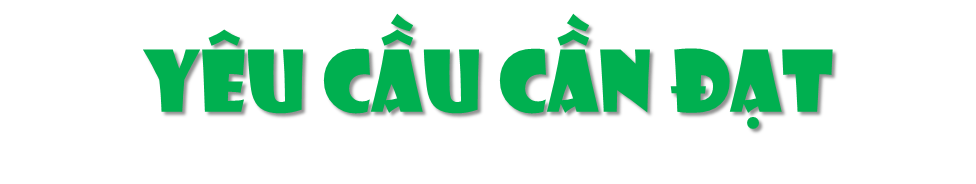 YÊU CẦU CẦN ĐẠT